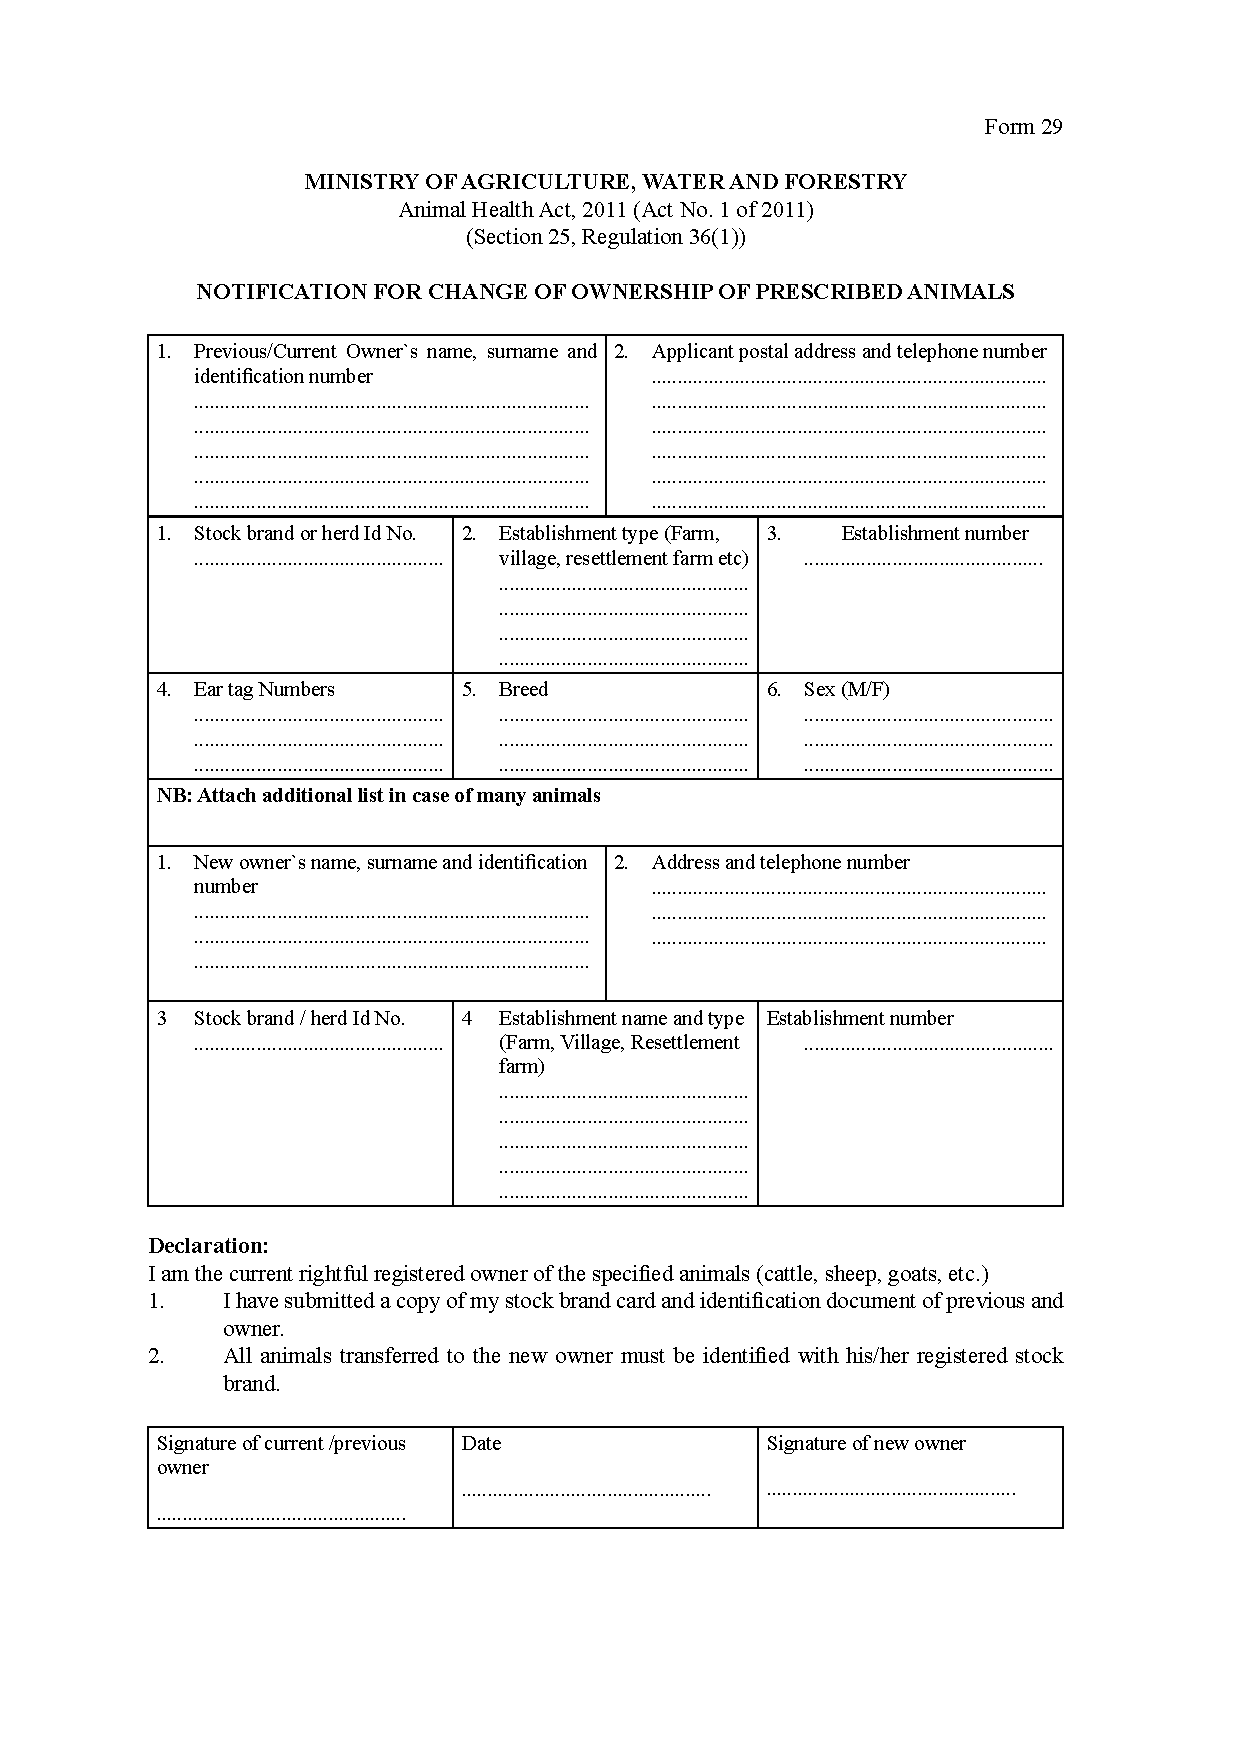 Form 29
MINISTRY OF AGRICULTURE, WATER AND FORESTRY
Animal Health Act, 2011 (Act No. 1 of 2011)
(Section 25, Regulation 36(1))
NOTIFICATION FOR CHANGE OF OWNERSHIP OF PRESCRIBED ANIMALS
1. Previous/Current Owner`s name, surname and
identification number
............................................................................
............................................................................
............................................................................
............................................................................
............................................................................
2. Applicant postal address and telephone number
............................................................................
............................................................................
............................................................................
............................................................................
............................................................................
............................................................................
1. Stock brand or herd Id No.
................................................
2. Establishment type (Farm,
village, resettlement farm etc)
................................................
................................................
................................................
................................................
3. Establishment number
..............................................
4. Ear tag Numbers
................................................
................................................
................................................
5. Breed
................................................
................................................
................................................
6. Sex (M/F)
................................................
................................................
................................................
NB: Attach additional list in case of many animals
1. New owner`s name, surname and identification
number
............................................................................
............................................................................
............................................................................
2. Address and telephone number
............................................................................
............................................................................
............................................................................
3 Stock brand / herd Id No.
................................................
4 Establishment name and type
(Farm, Village, Resettlement
farm)
................................................
................................................
................................................
................................................
................................................
Establishment number
................................................
Declaration:
I am the current rightful registered owner of the specified animals (cattle, sheep, goats, etc.)
1. I have submitted a copy of my stock brand card and identification document of previous and
owner.
2. All animals transferred to the new owner must be identified with his/her registered stock
brand.
Signature of current /previous
owner
................................................
Date
................................................
Signature of new owner
................................................